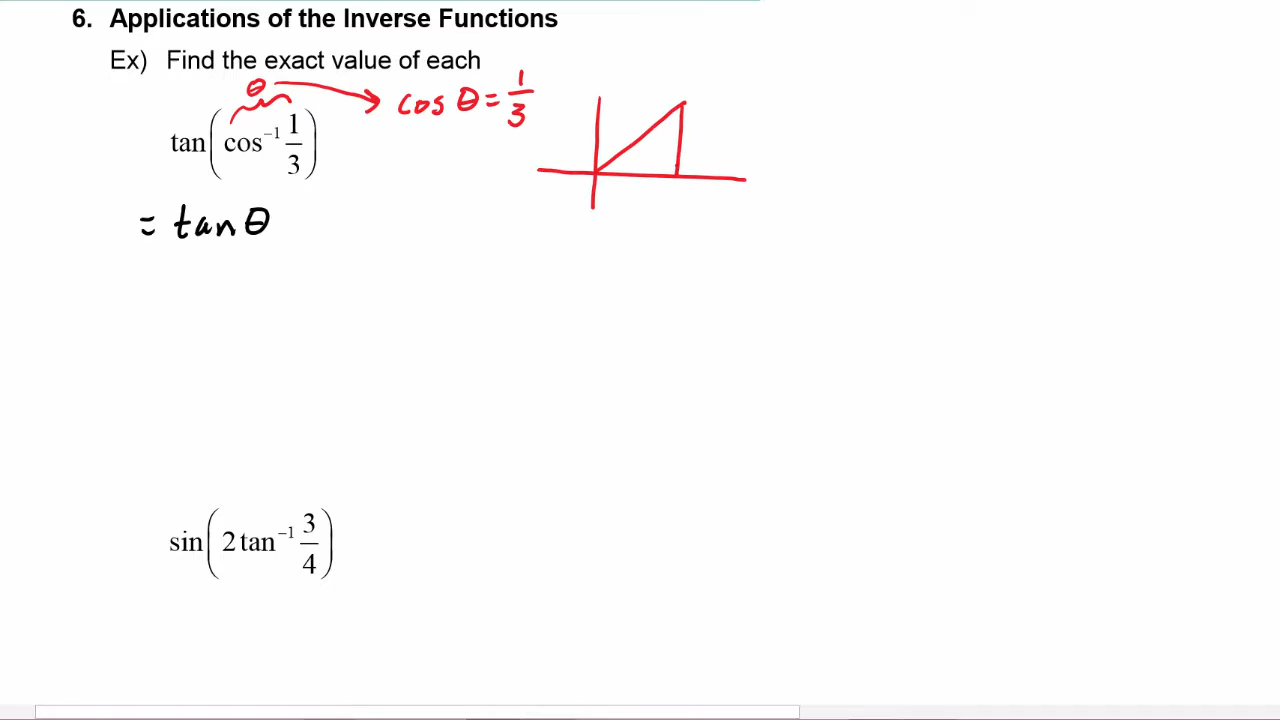 6. Applications of the Inverse Functions
Ex) Find the exact value of each
θ
cos θ = 1/3
tan(cos⁻¹ 1/3)
= tan θ
sin(2 tan⁻¹ 3/4)